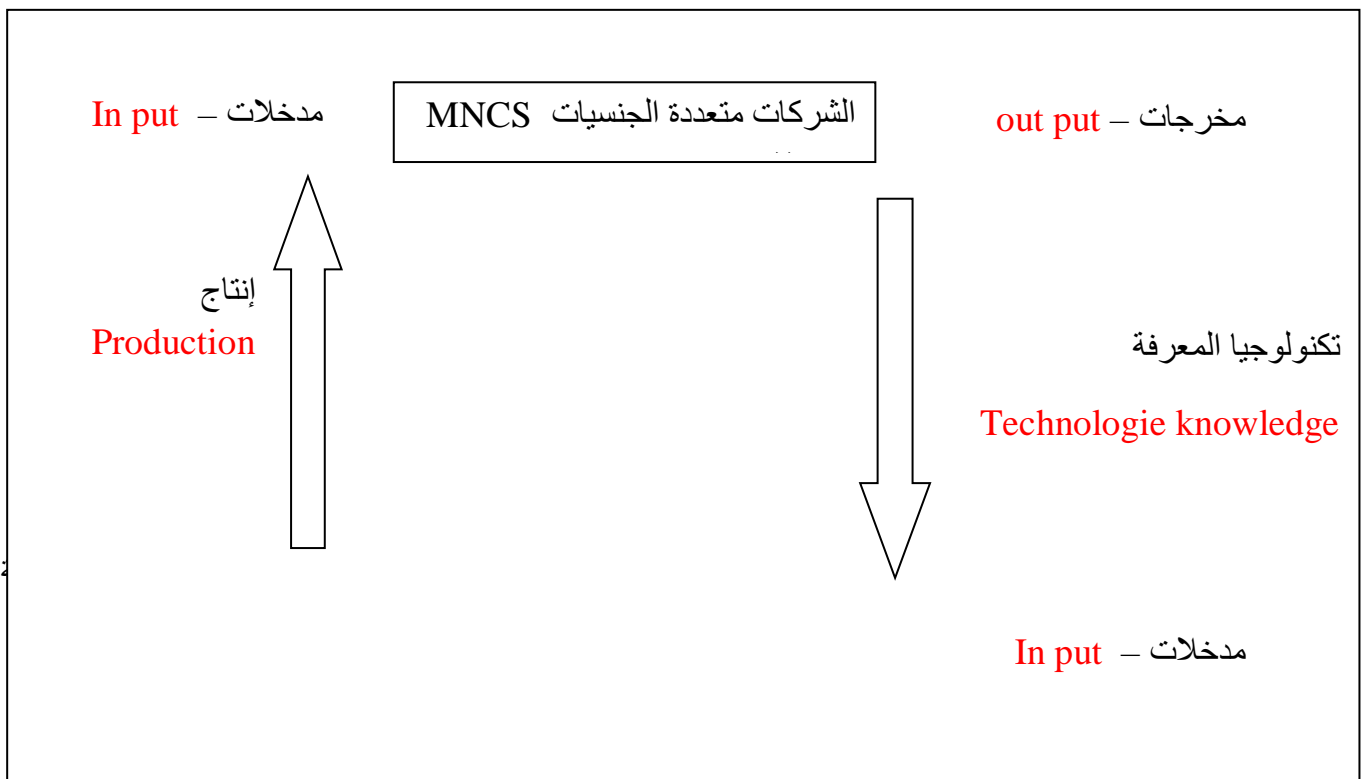 مخرجات – out put
الشركات متعددة الجنسيات MNCS
مدخلات – In put
إنتاج
Production
تكنولوجيا المعرفة
Technologie knowledge
مدخلات – In put